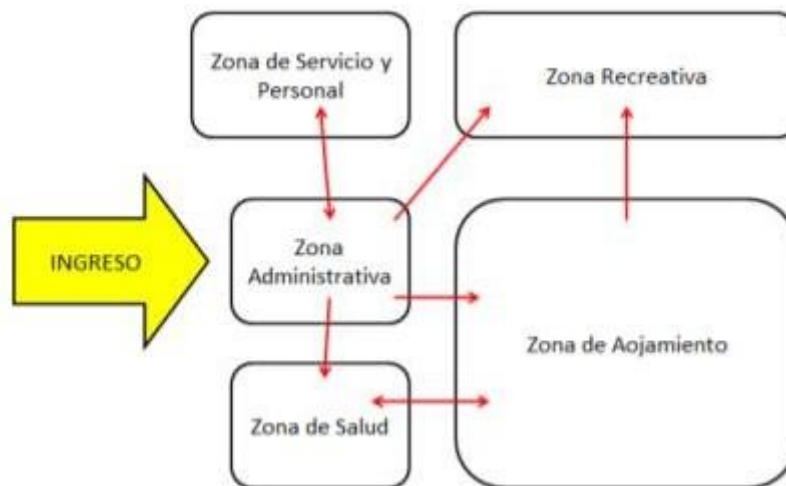 Zona de Servicio y
Personal
Zona Recreativa
INGRESO
Zona
Administrativa
Zona de Aojamiento
Zona de Salud